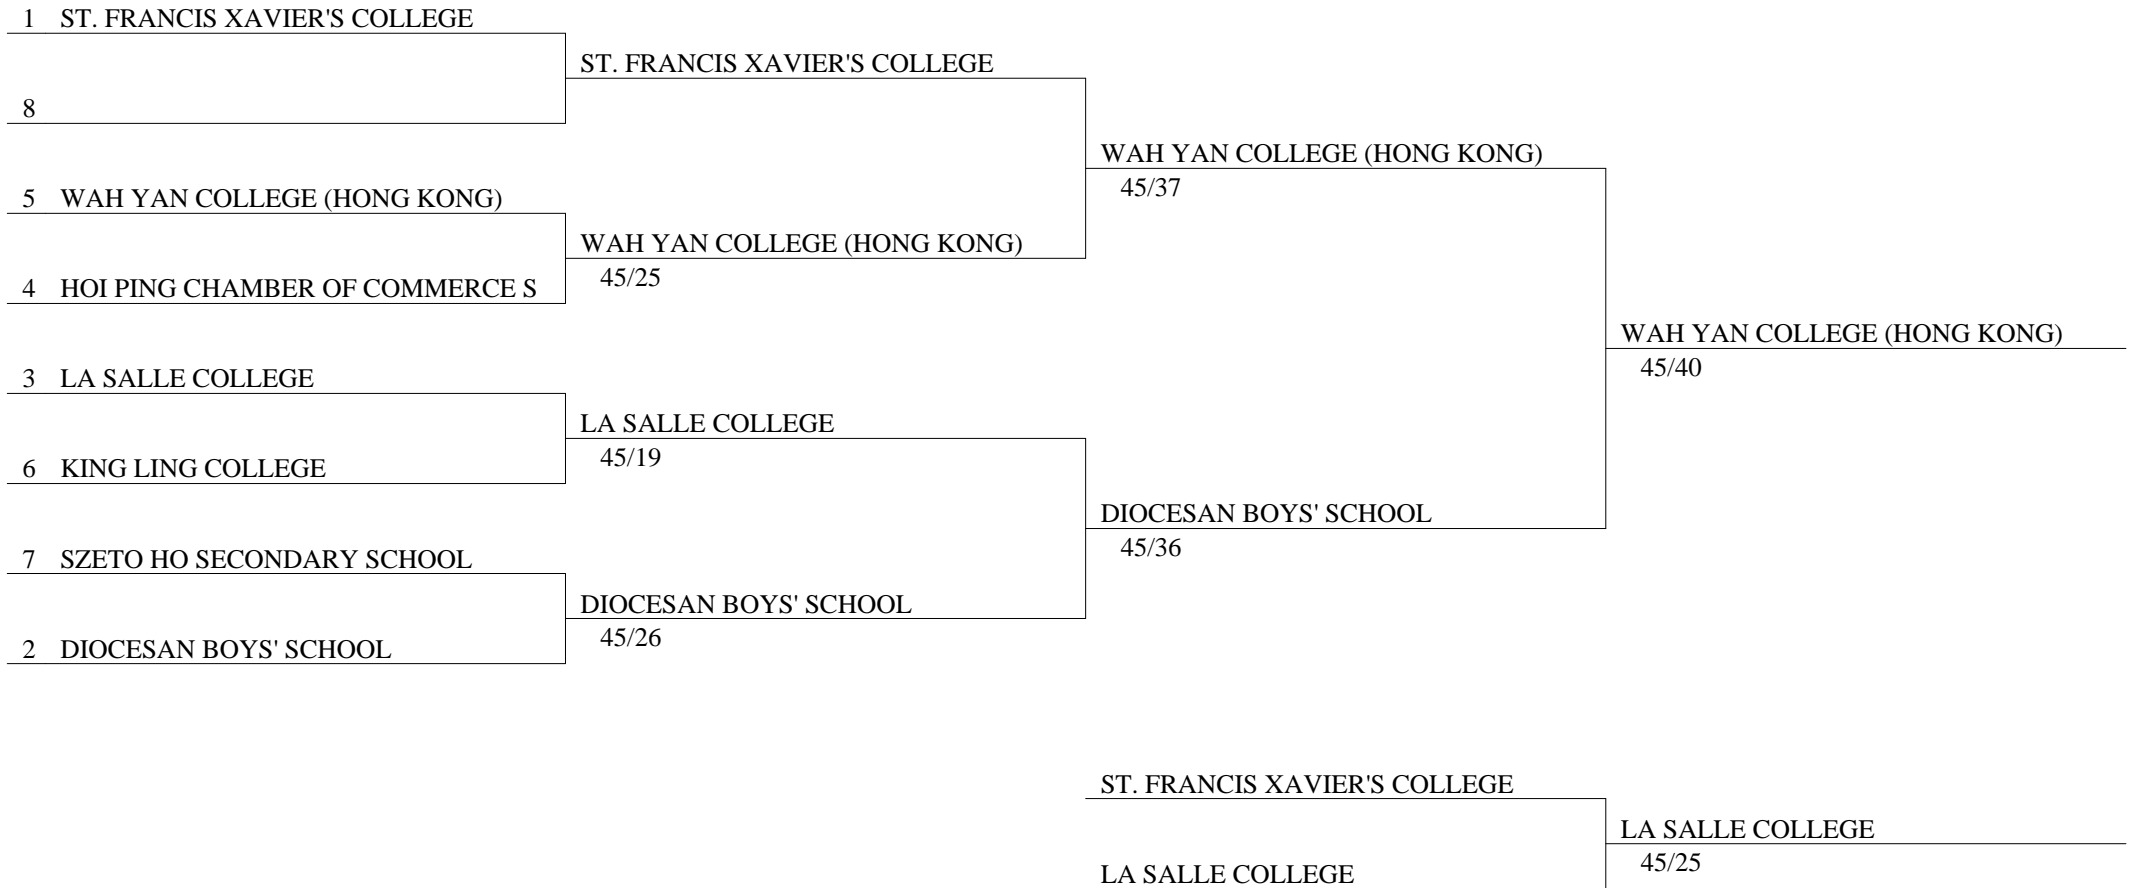 1 ST. FRANCIS XAVIER'S COLLEGE
ST. FRANCIS XAVIER'S COLLEGE
8
WAH YAN COLLEGE (HONG KONG)
45/37
5 WAH YAN COLLEGE (HONG KONG)
WAH YAN COLLEGE (HONG KONG)
45/25
4 HOI PING CHAMBER OF COMMERCE S
WAH YAN COLLEGE (HONG KONG)
45/40
3 LA SALLE COLLEGE
LA SALLE COLLEGE
45/19
6 KING LING COLLEGE
DIOCESAN BOYS' SCHOOL
45/36
7 SZETO HO SECONDARY SCHOOL
DIOCESAN BOYS' SCHOOL
45/26
2 DIOCESAN BOYS' SCHOOL
ST. FRANCIS XAVIER'S COLLEGE
LA SALLE COLLEGE
45/25
LA SALLE COLLEGE